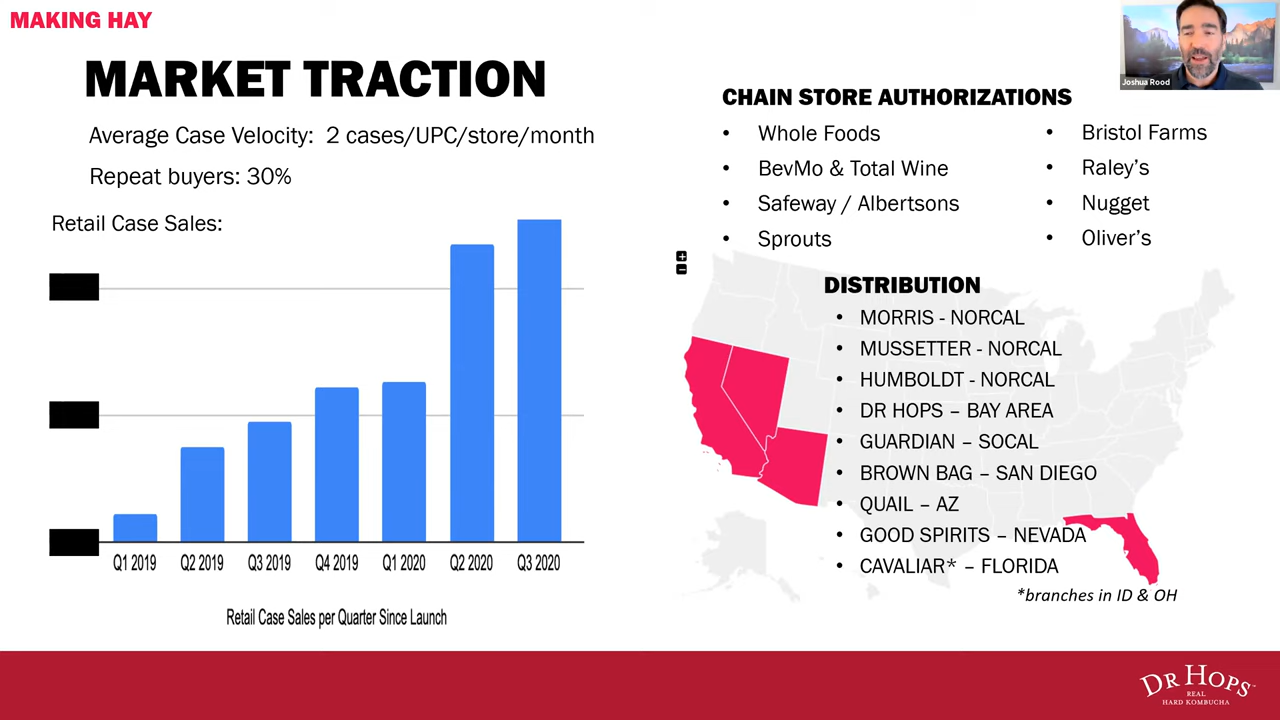 MAKING HAY
MARKET TRACTION
Average Case Velocity: 2 cases/UPC/store/month
Repeat buyers: 30%
Retail Case Sales:
Q1 2019
Q2 2019
Q3 2019
Q4 2019
Q1 2020
Q2 2020
Q3 2020
Retail Case Sales per Quarter Since Launch
Joshua Rood
CHAIN STORE AUTHORIZATIONS
• Whole Foods
• BevMo & Total Wine
• Safeway / Albertsons
• Sprouts
• Bristol Farms
• Raley’s
• Nugget
• Oliver’s
+
−
DISTRIBUTION
• MORRIS - NORCAL
• MUSSETTER - NORCAL
• HUMBOLDT - NORCAL
• DR HOPS – BAY AREA
• GUARDIAN – SOCAL
• BROWN BAG – SAN DIEGO
• QUAIL – AZ
• GOOD SPIRITS – NEVADA
• CAVALIAR* – FLORIDA
*branches in ID & OH
DR HOPS™
REAL
HARD KOMBUCHA